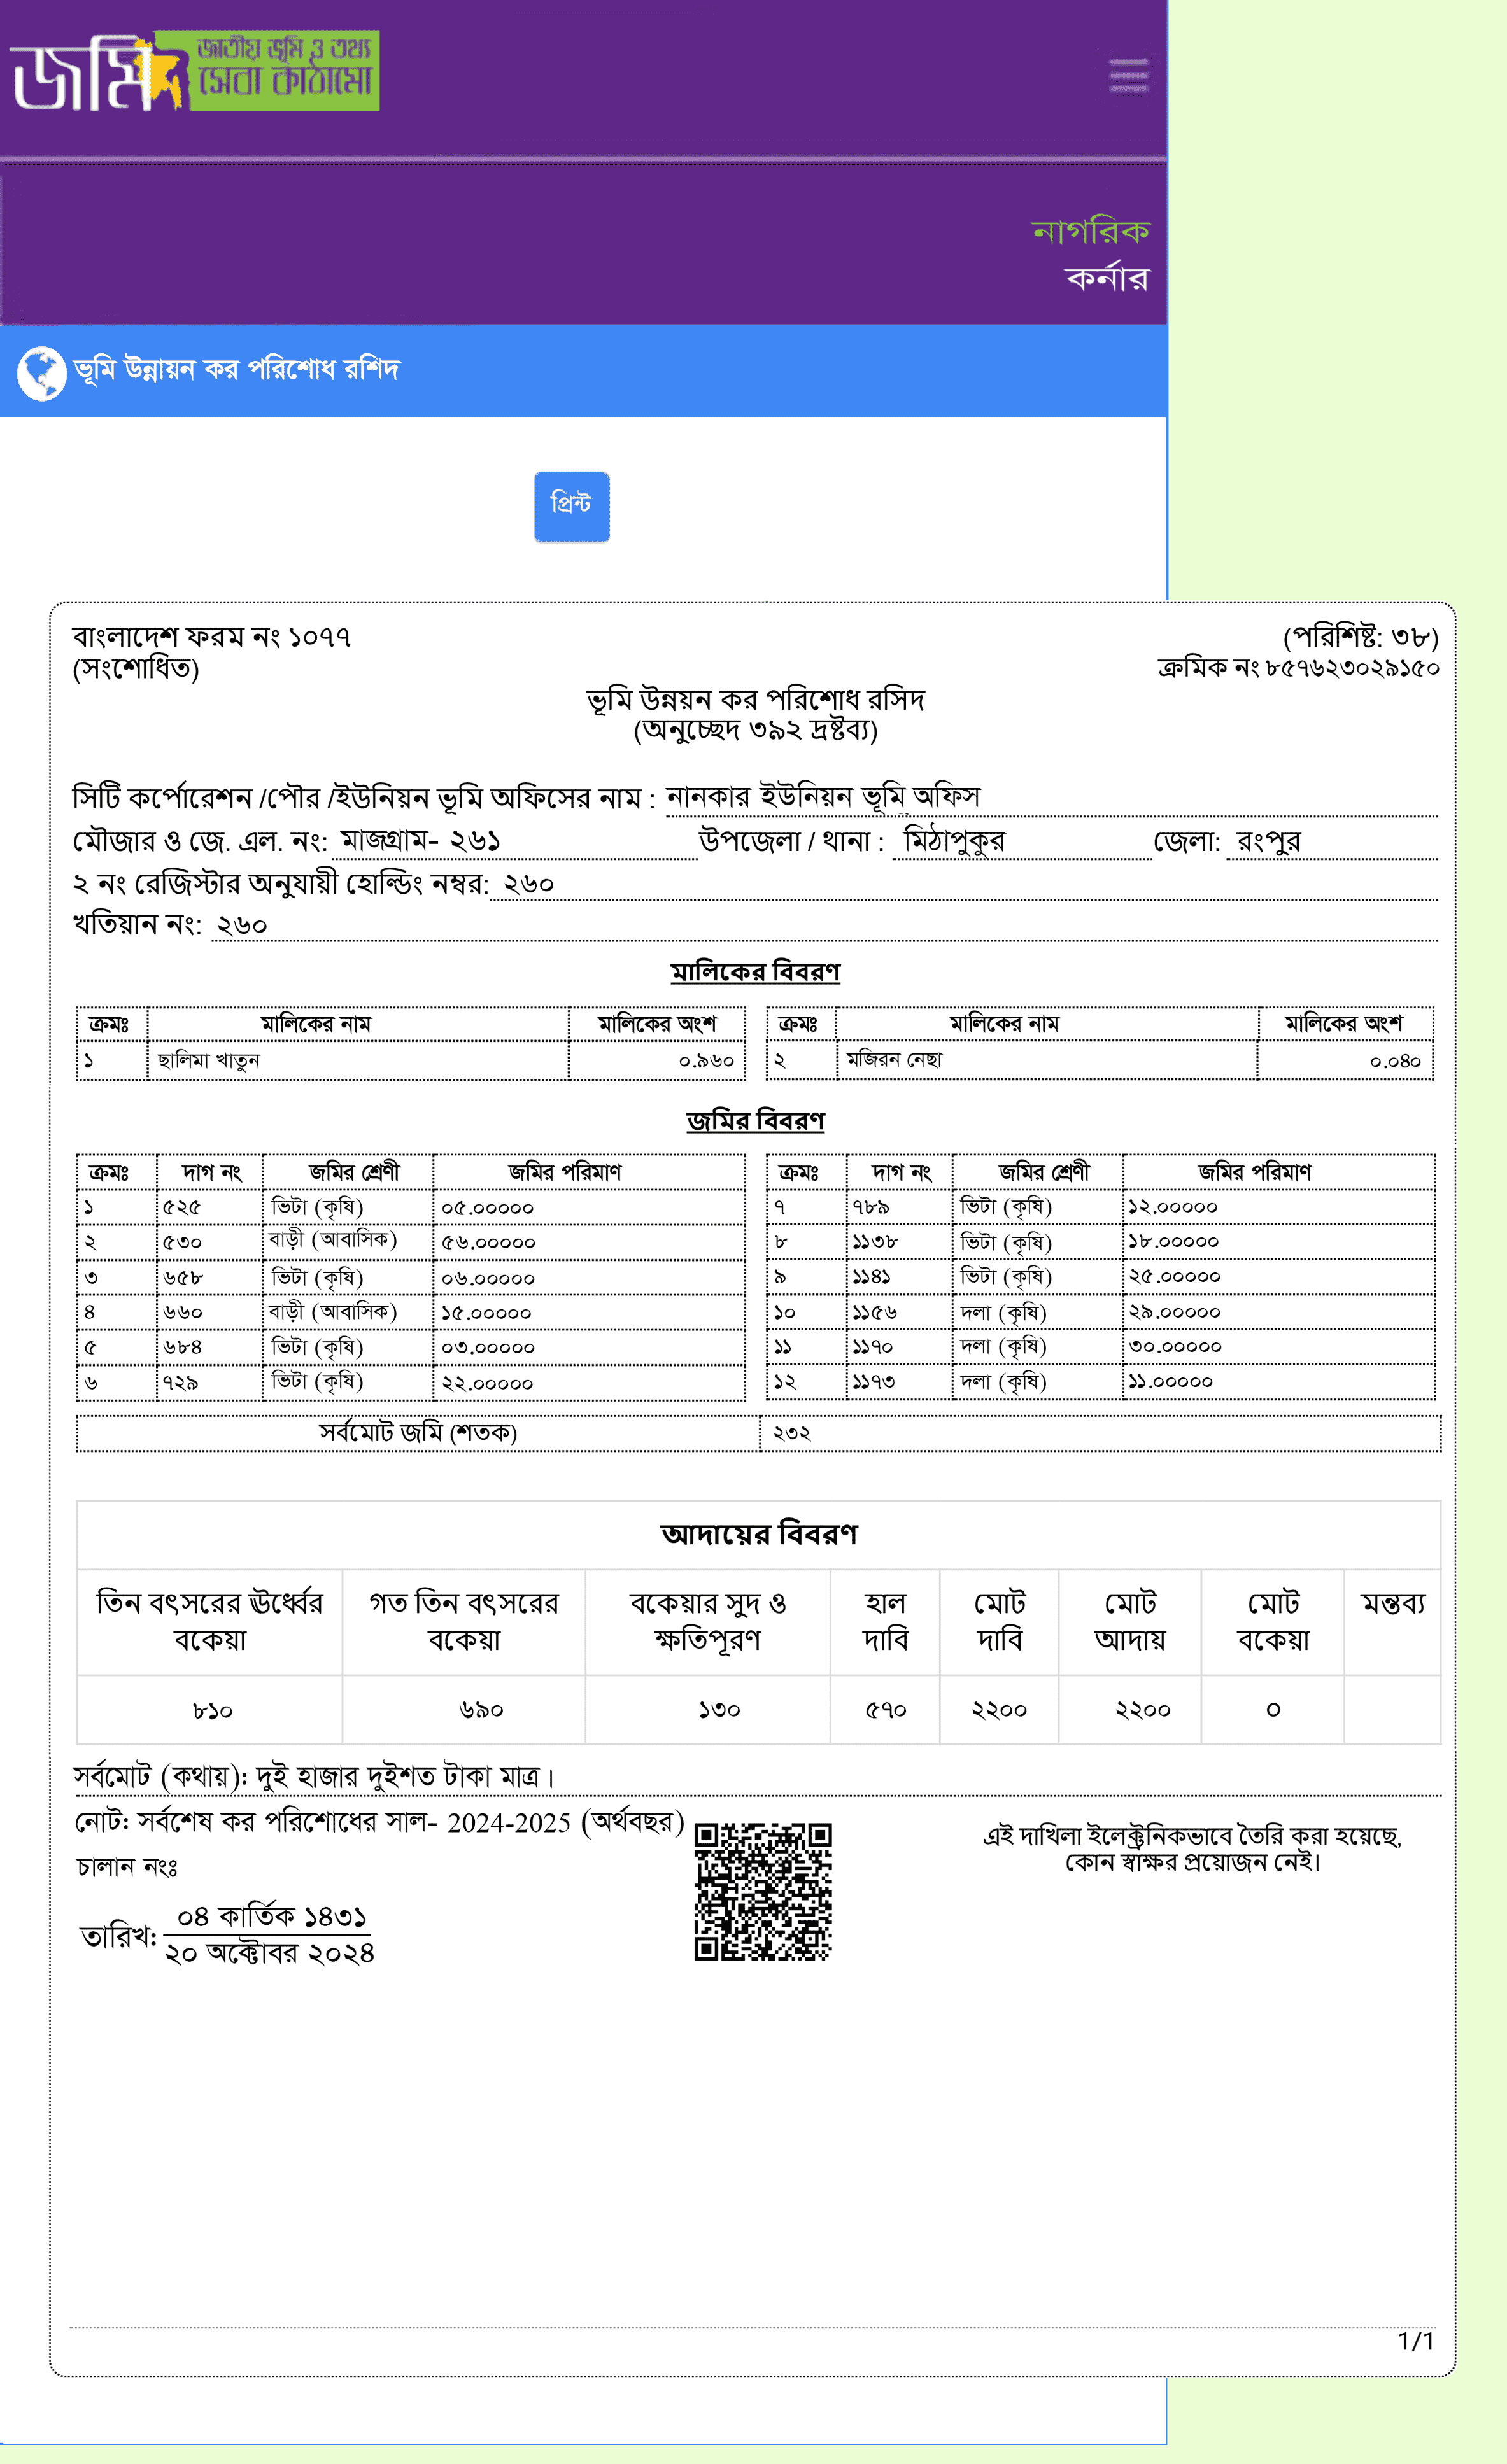 জমি জাতীয় ভূমি ও তথ্য
সেবা কাঠামো
নাগরিক
কর্নার
ভূমি উন্নায়ন কর পরিশোধ রশিদ
প্রিন্ট
বাংলাদেশ ফরম নং ১০৭৭ (পরিশিষ্ট: ৩৮)
(সংশোধিত) ক্রমিক নং ৮৫৭৬২৩০২৯১৫০
ভূমি উন্নয়ন কর পরিশোধ রসিদ
(অনুচ্ছেদ ৩৯২ দ্রষ্টব্য)
সিটি কর্পোরেশন /পৌর /ইউনিয়ন ভূমি অফিসের নাম : নানকার ইউনিয়ন ভূমি অফিস
মৌজার ও জে. এল. নং: মাজগ্রাম- ২৬১ উপজেলা / থানা : মিঠাপুকুর জেলা: রংপুর
২ নং রেজিস্টার অনুযায়ী হোল্ডিং নম্বর: ২৬০
খতিয়ান নং: ২৬০
মালিকের বিবরণ
ক্রমঃ মালিকের নাম মালিকের অংশ ক্রমঃ মালিকের নাম মালিকের অংশ
১ ছালিমা খাতুন ০.৯৬০ ২ মজিরন নেছা ০.০৪০
জমির বিবরণ
ক্রমঃ দাগ নং জমির শ্রেণী জমির পরিমাণ ক্রমঃ দাগ নং জমির শ্রেণী জমির পরিমাণ
১ ৫২৫ ভিটা (কৃষি) ০৫.০০০০০ ৭ ৭৮৯ ভিটা (কৃষি) ১২.০০০০০
২ ৫৩০ বাড়ী (আবাসিক) ৫৬.০০০০০ ৮ ১১৩৮ ভিটা (কৃষি) ১৮.০০০০০
৩ ৬৫৮ ভিটা (কৃষি) ০৬.০০০০০ ৯ ১১৪১ ভিটা (কৃষি) ২৫.০০০০০
৪ ৬৬০ বাড়ী (আবাসিক) ১৫.০০০০০ ১০ ১১৫৬ দলা (কৃষি) ২৯.০০০০০
৫ ৬৮৪ ভিটা (কৃষি) ০৩.০০০০০ ১১ ১১৭০ দলা (কৃষি) ৩০.০০০০০
৬ ৭২৯ ভিটা (কৃষি) ২২.০০০০০ ১২ ১১৭৩ দলা (কৃষি) ১১.০০০০০
সর্বমোট জমি (শতক) ২৩২
আদায়ের বিবরণ
তিন বৎসরের ঊর্ধ্বের গত তিন বৎসরের বকেয়ার সুদ ও হাল মোট মোট মোট মন্তব্য
বকেয়া বকেয়া ক্ষতিপূরণ দাবি দাবি আদায় বকেয়া
৮১০ ৬৯০ ১৩০ ৫৭০ ২২০০ ২২০০ ০
সর্বমোট (কথায়): দুই হাজার দুইশত টাকা মাত্র।
নোট: সর্বশেষ কর পরিশোধের সাল- 2024-2025 (অর্থবছর)
এই দাখিলা ইলেক্ট্রনিকভাবে তৈরি করা হয়েছে,
কোন স্বাক্ষর প্রয়োজন নেই।
চালান নংঃ
তারিখ: ০৪ কার্তিক ১৪৩১
২০ অক্টোবর ২০২৪
1/1